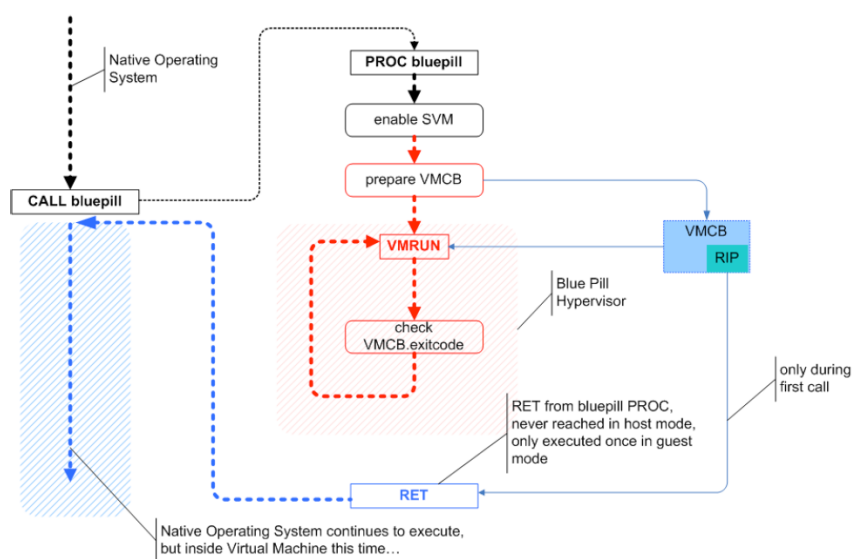 Native Operating
System
PROC bluepill
enable SVM
prepare VMCB
CALL bluepill
VMRUN
VMCB
RIP
Blue Pill
Hypervisor
check
VMCB.exitcode
only during
first call
RET from bluepill PROC,
never reached in host mode,
only executed once in guest
mode
RET
Native Operating System continues to execute,
but inside Virtual Machine this time…